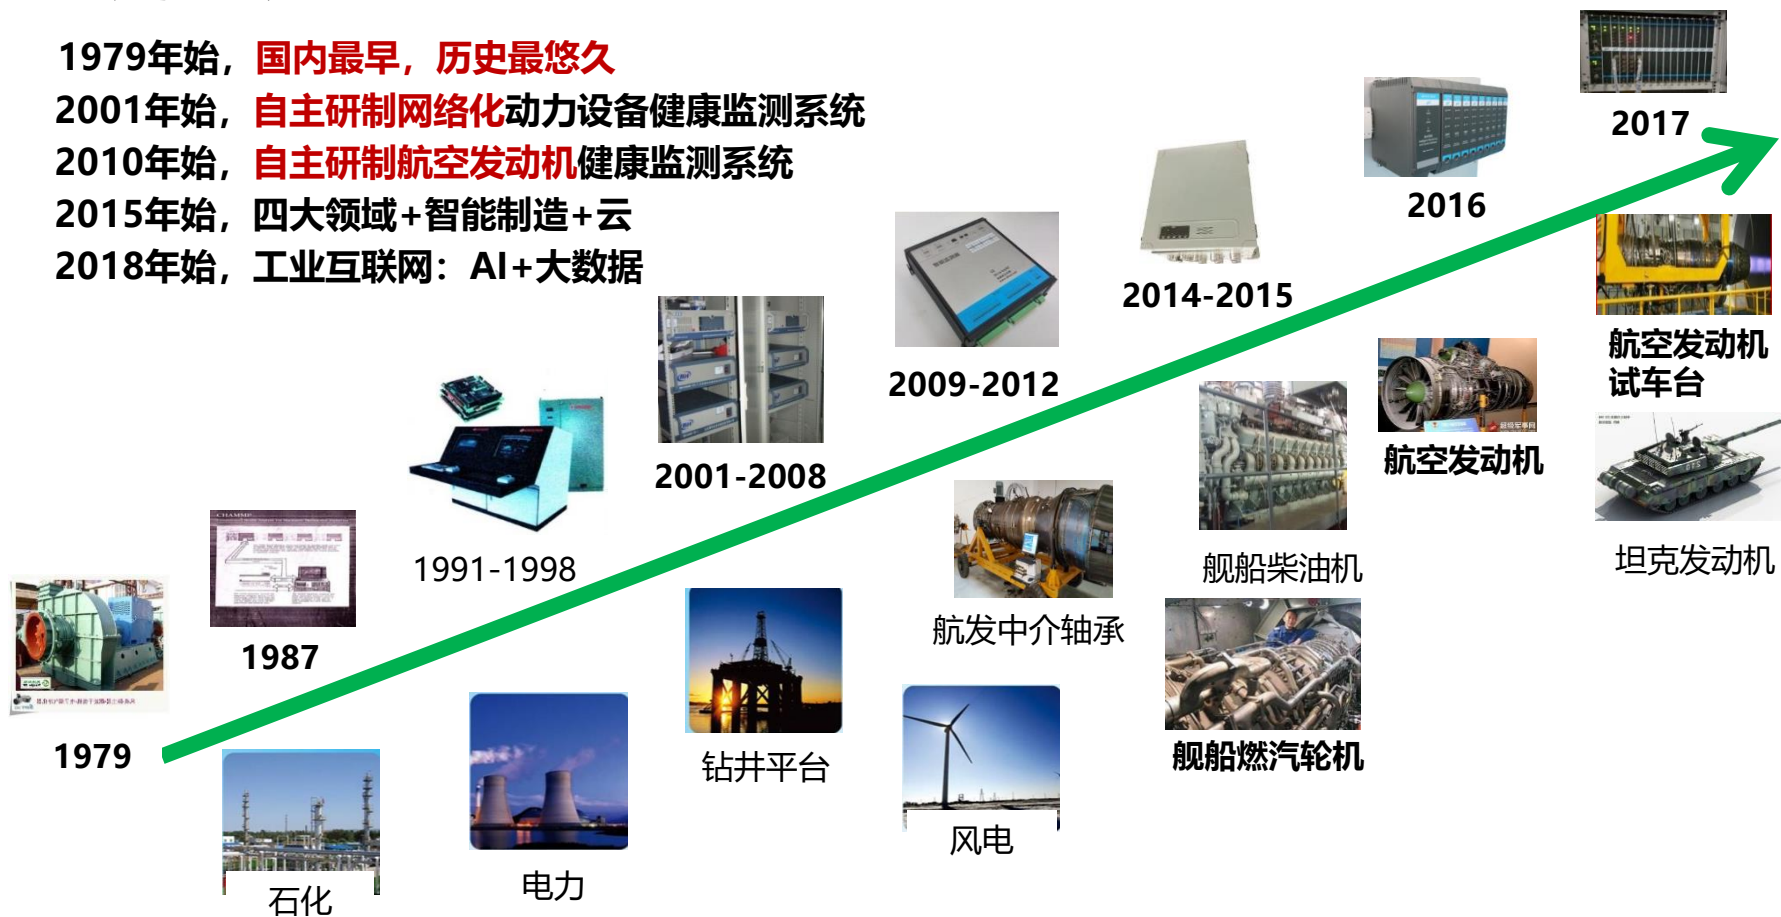 1979年始，国内最早，历史最悠久
2001年始，自主研制网络化动力设备健康监测系统
2010年始，自主研制航空发动机健康监测系统
2015年始，四大领域+智能制造+云
2018年始，工业互联网：AI+大数据
2017
2016
2014-2015
2009-2012
2001-2008
1991-1998
1987
1979
航空发动机
试车台
航空发动机
坦克发动机
舰船柴油机
航发中介轴承
舰船燃汽轮机
钻井平台
风电
电力
石化